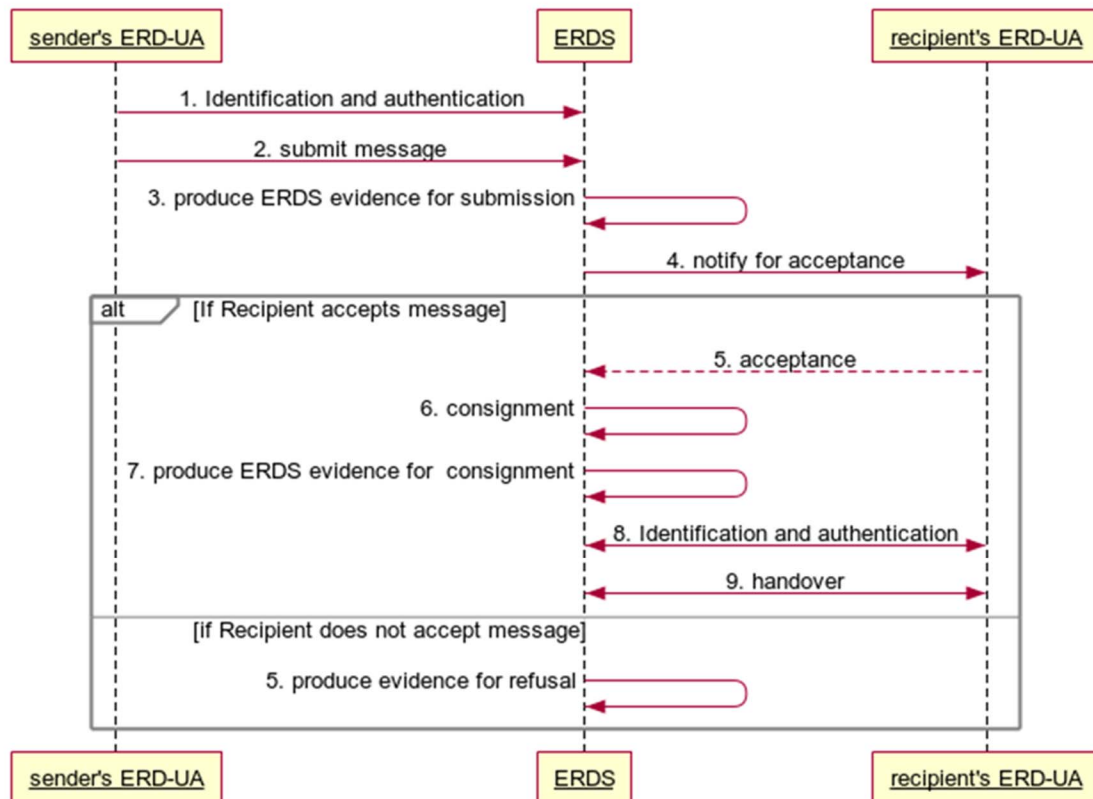 sender's ERD-UA
ERDS
recipient's ERD-UA
1. Identification and authentication
2. submit message
3. produce ERDS evidence for submission
4. notify for acceptance
alt
[If Recipient accepts message]
5. acceptance
6. consignment
7. produce ERDS evidence for  consignment
8. Identification and authentication
9. handover
[if Recipient does not accept message]
5. produce evidence for refusal
sender's ERD-UA
ERDS
recipient's ERD-UA